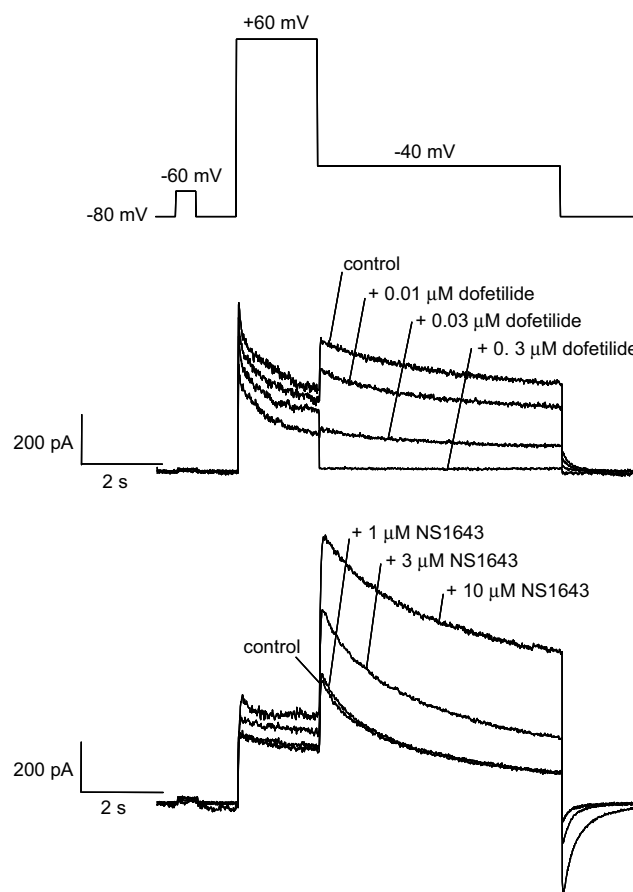 +60 mV
-40 mV
-60 mV
-80 mV
control
+ 0.01 μM dofetilide
+ 0.03 μM dofetilide
+ 0. 3 μM dofetilide
200 pA
2 s
+ 1 μM NS1643
+ 3 μM NS1643
+ 10 μM NS1643
control
200 pA
2 s